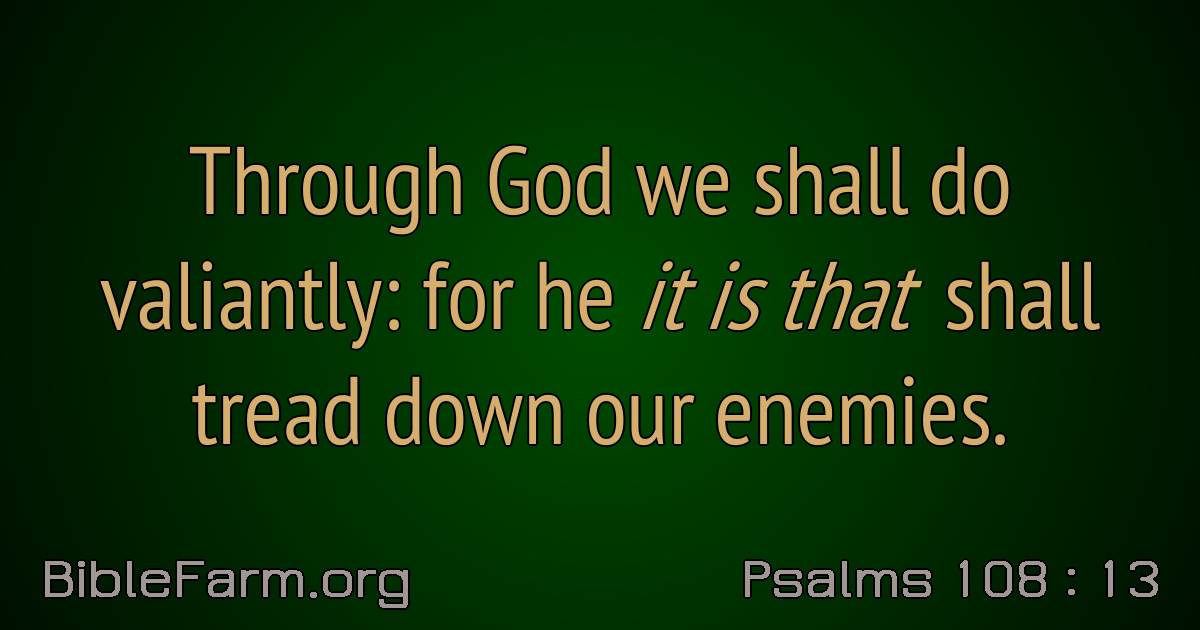 Through God we shall do
valiantly: for he it is that shall
tread down our enemies.
BibleFarm.org
Psalms 108 : 13